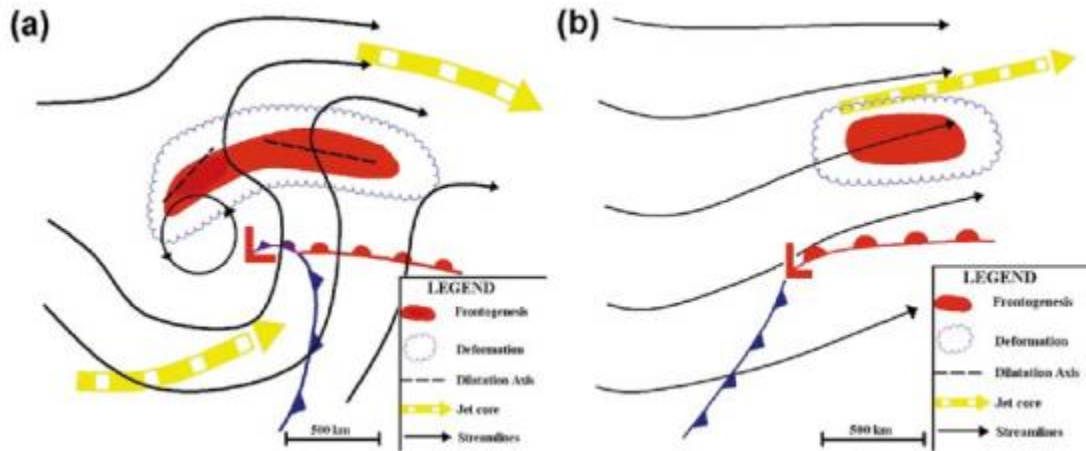 (a)
L
LEGEND
Frontogenesis
Deformation
Dilatation Axis
Jet core
Streamlines
500 km
(b)
L
LEGEND
Frontogenesis
Deformation
Dilatation Axis
Jet core
Streamlines
500 km